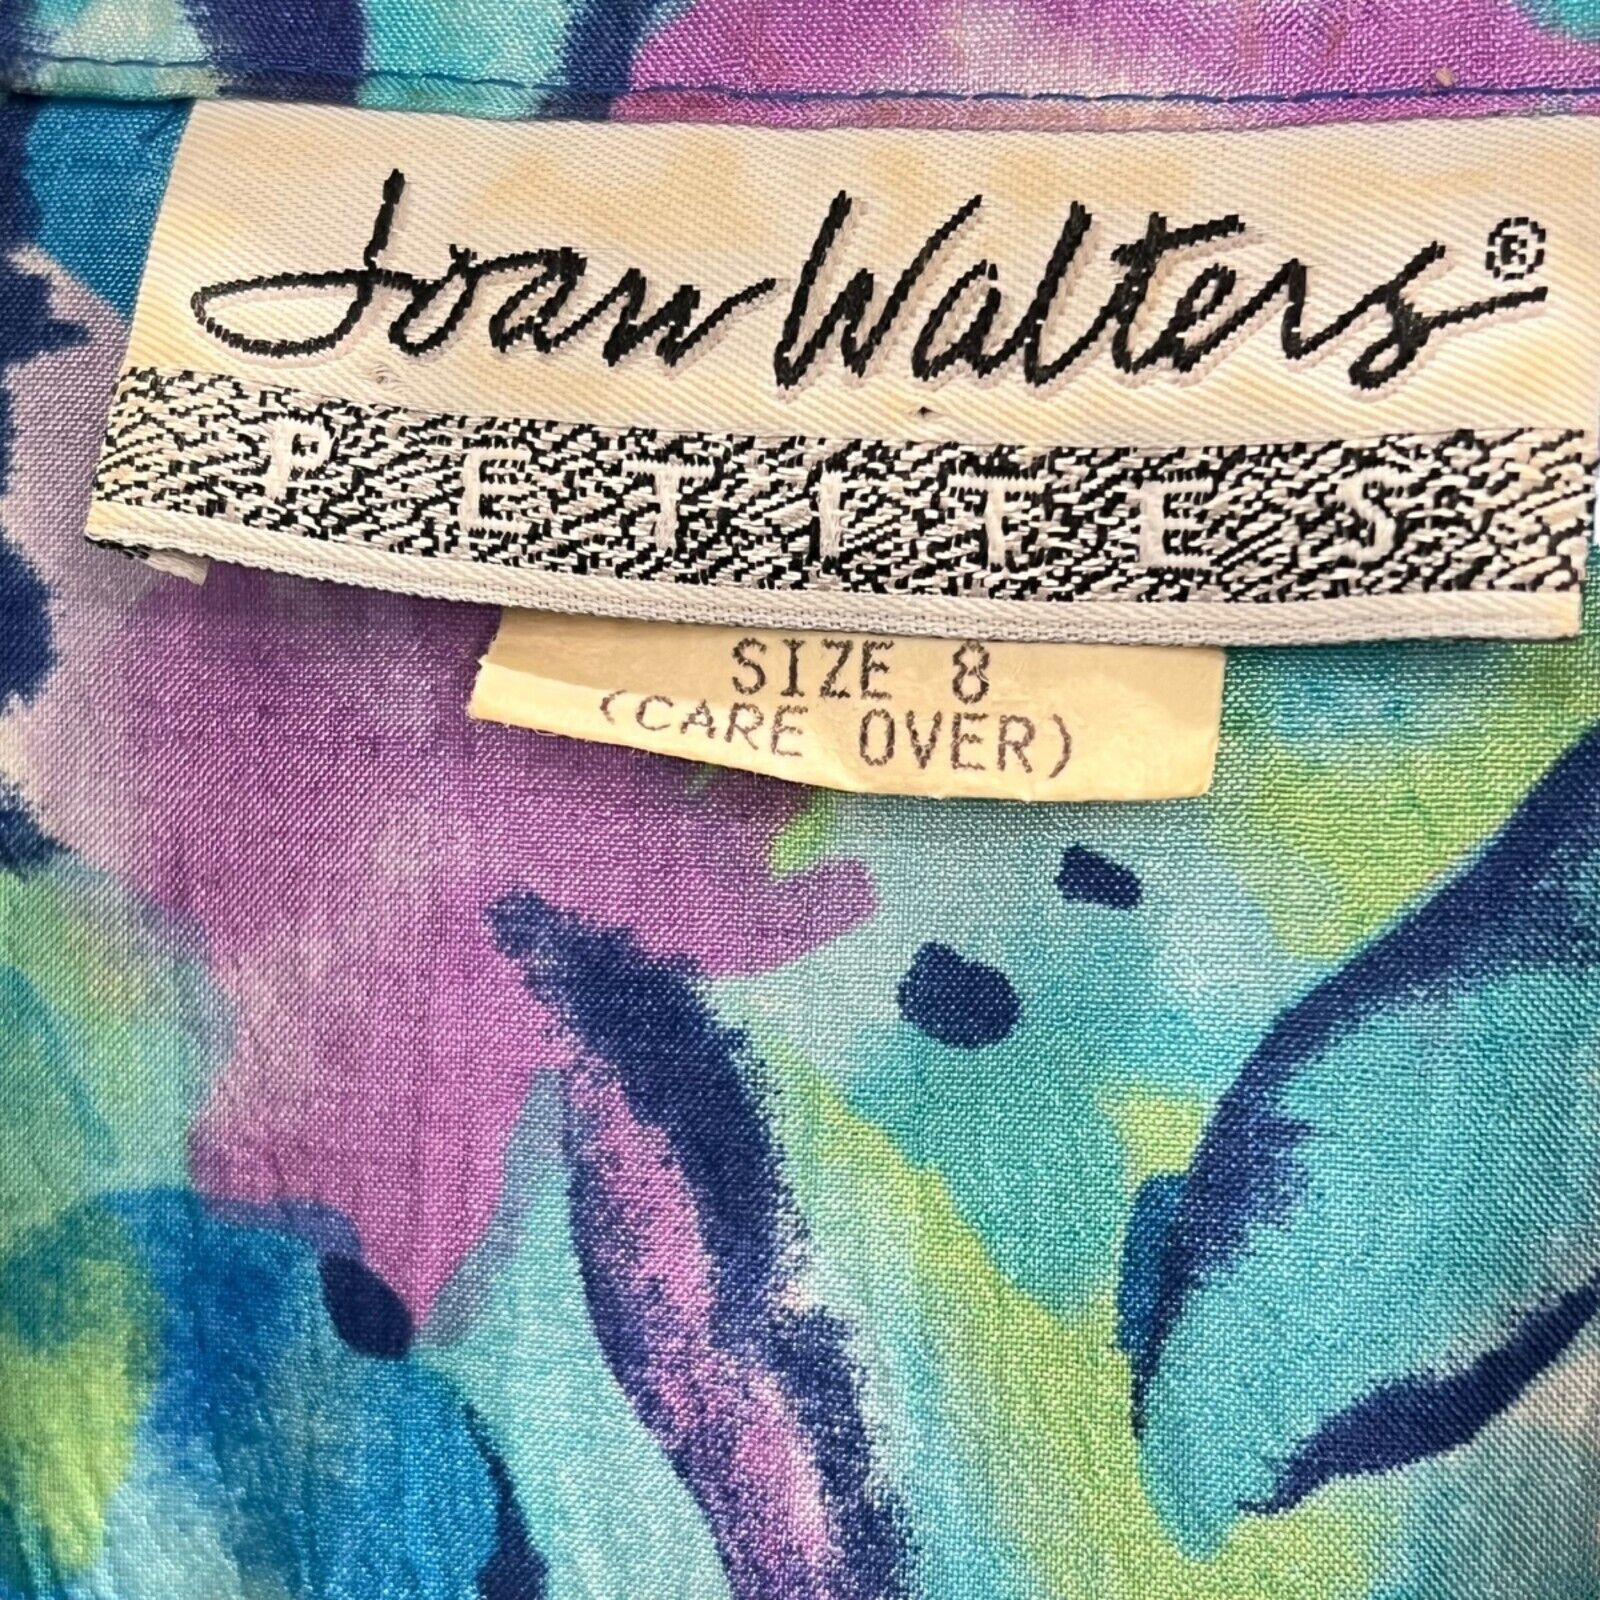 Joan Walters®
PETITES
SIZE 8
(CARE OVER)